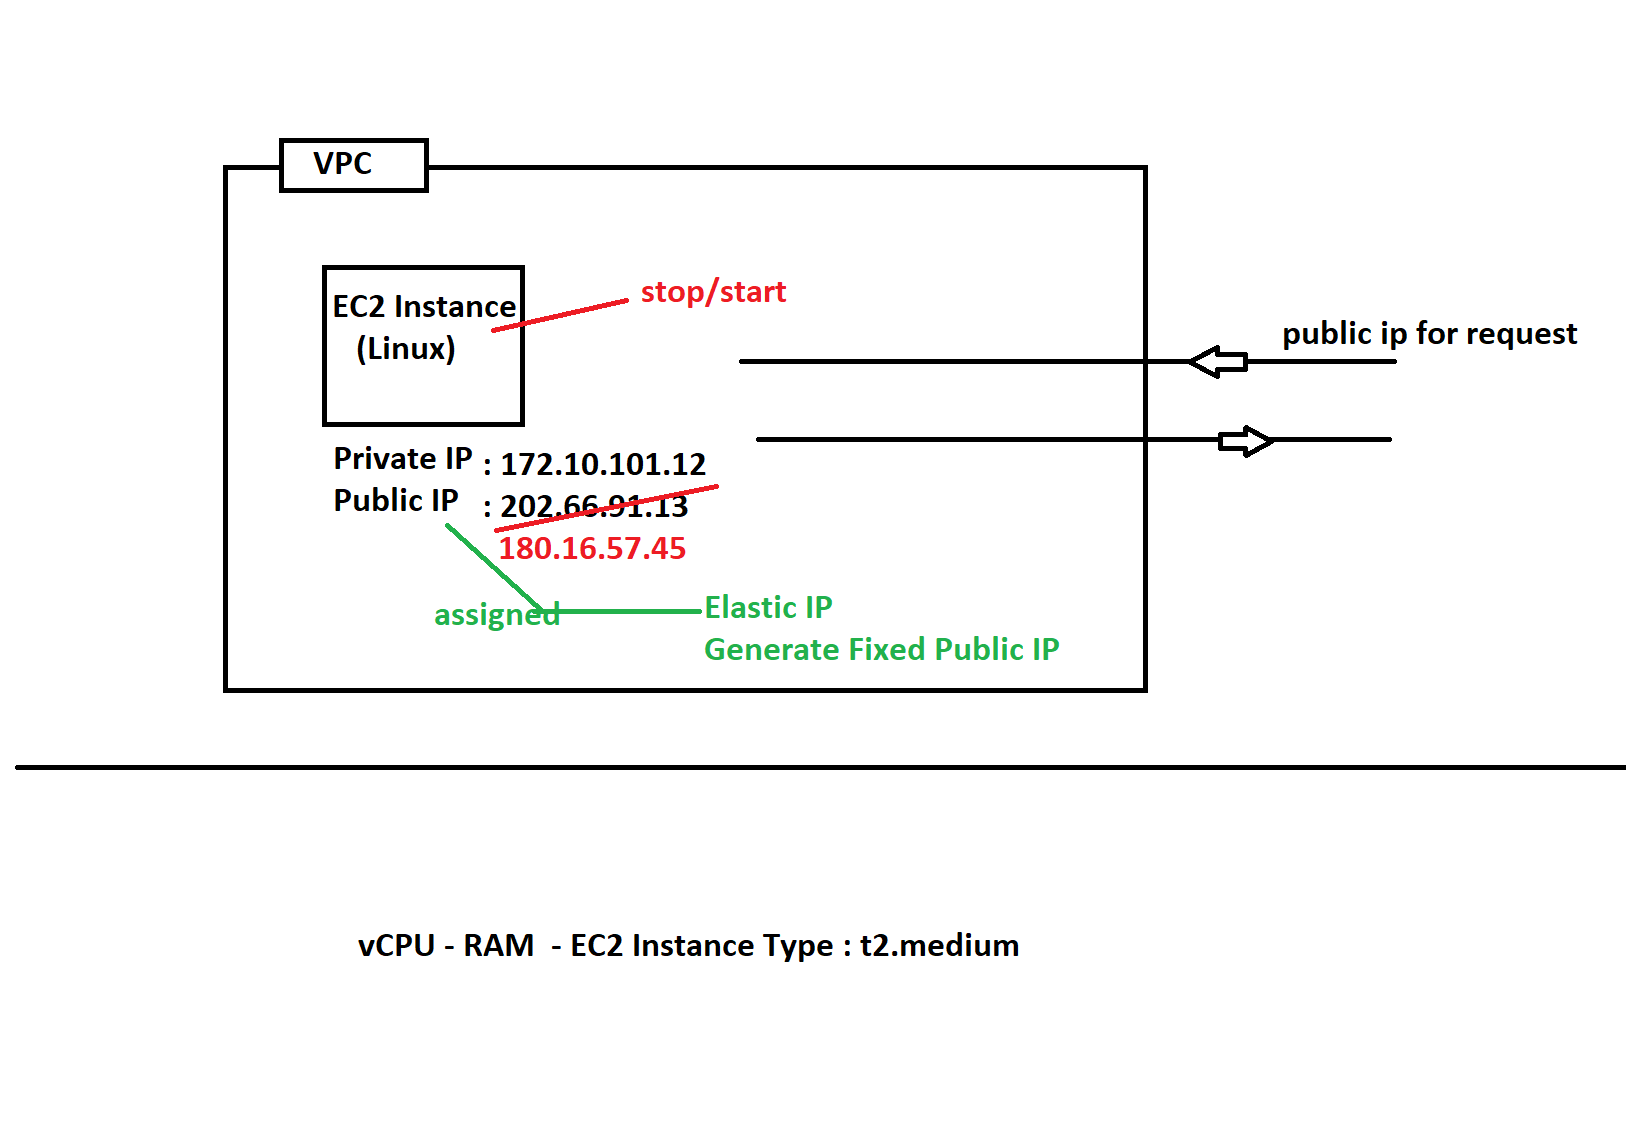 VPC
EC2 Instance
(Linux)
stop/start
public ip for request
Private IP : 172.10.101.12
Public IP : 202.66.91.13
180.16.57.45
assigned
Elastic IP
Generate Fixed Public IP
vCPU - RAM - EC2 Instance Type : t2.medium